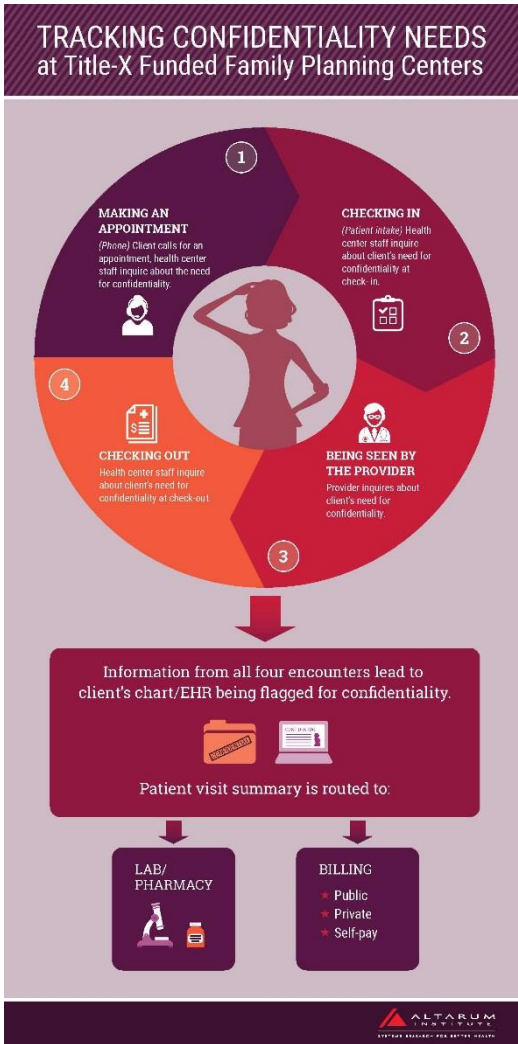 TRACKING CONFIDENTIALITY NEEDS
at Title-X Funded Family Planning Centers
1
MAKING AN
APPOINTMENT
(Phone) Client calls for an
appointment, health center
staff inquire about the need
for confidentiality.
CHECKING IN
(Patient intake) Health
center staff inquire
about client's need for
confidentiality at
check-in.
2
BEING SEEN BY
THE PROVIDER
Provider inquires about
client's need for
confidentiality.
3
4
CHECKING OUT
Health center staff inquire
about client's need for
confidentiality at check-out.
Information from all four encounters lead to
client's chart/EHR being flagged for confidentiality.
Patient visit summary is routed to:
LAB/
PHARMACY
BILLING
Public
Private
Self-pay
ALTARUM
INSTITUTE
SYSTEMS RESEARCH FOR BETTER HEALTH